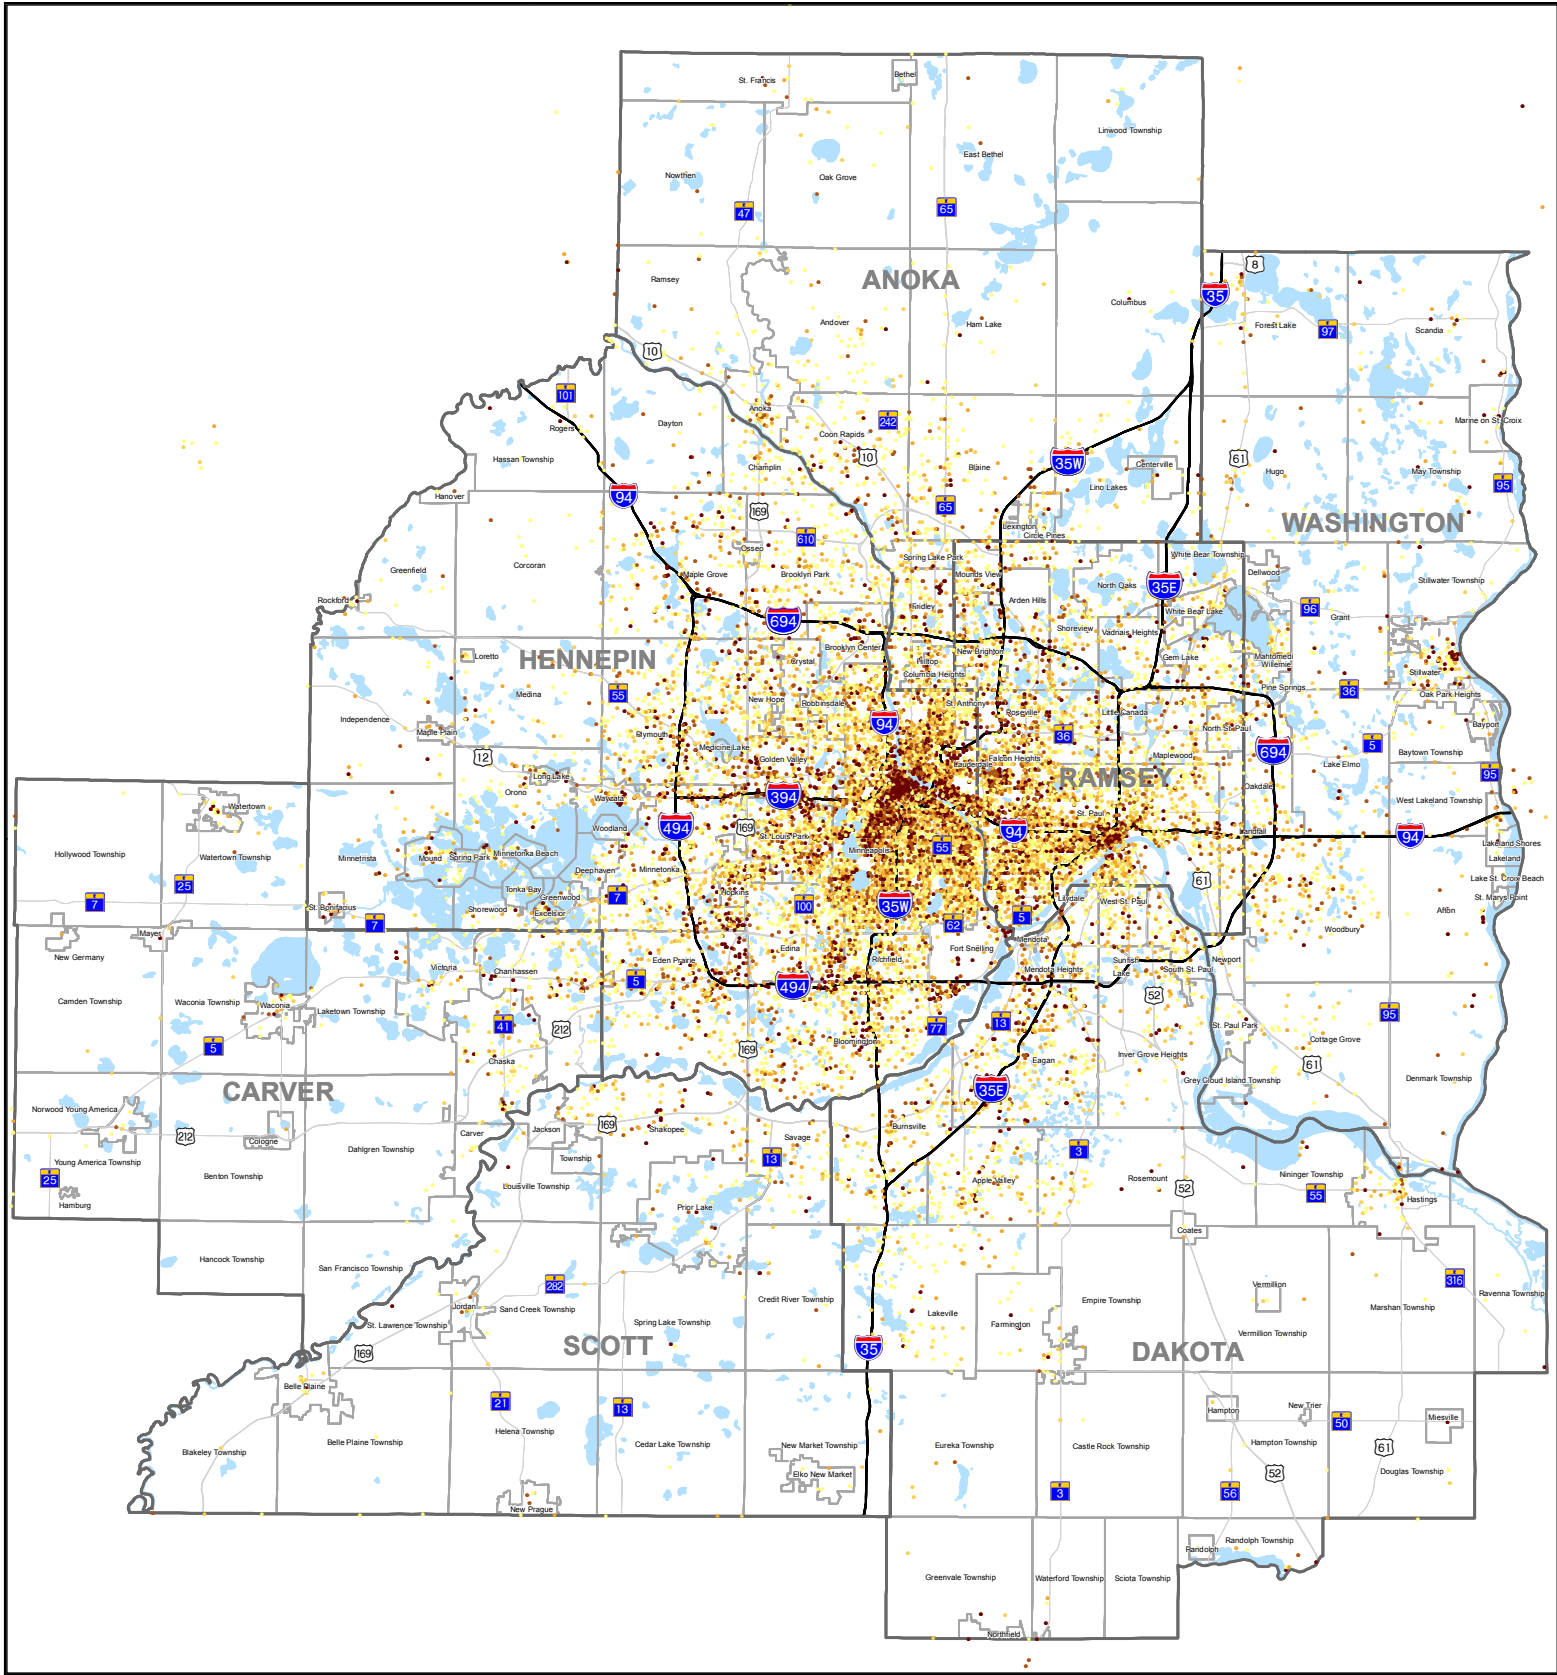 St. Francis
Bethel
Linwood Township
East Bethel
Nowthen
Oak Grove
47
65
8
Ramsey
ANOKA
35
Columbus
Andover
Ham Lake
Forest Lake
97
Scandia
10
101
Anoka
Rogers
Dayton
242
Coon Rapids
Marine on St. Croix
10
Hassan Township
Champlin
Blaine
35W
Centerville
61
Hugo
May Township
Hanover
94
Lino Lakes
95
65
169
Lexington
Circle Pines
WASHINGTON
610
Osseo
Spring Lake Park
White Bear Township
Greenfield
Corcoran
Maple Grove
Brooklyn Park
Mounds View
North Oaks
35E
Dellwood
Stillwater Township
Rockford
Fridley
Arden Hills
White Bear Lake
96
Grant
694
Shoreview
Vadnais Heights
Brooklyn Center
New Brighton
Loretto
HENNEPIN
Crystal
Hilltop
Columbia Heights
Gem Lake
Mahtomedi
Willernie
Stillwater
Medina
55
New Hope
Robbinsdale
St. Anthony
Pine Springs
36
Oak Park Heights
Independence
Maple Plain
94
Roseville
Little Canada
Bayport
Plymouth
36
North St. Paul
5
12
Medicine Lake
694
Baytown Township
Golden Valley
Lauderdale
Falcon Heights
Maplewood
Lake Elmo
Long Lake
RAMSEY
95
Orono
394
Oakdale
West Lakeland Township
Watertown
Wayzata
St. Paul
494
Woodland
169
St. Louis Park
94
Landfall
94
Lakeland Shores
Hollywood Township
Watertown Township
Minnetrista
Mound
Spring Park
Minnetonka Beach
Minneapolis
55
Lakeland
Deephaven
Minnetonka
25
Tonka Bay
Greenwood
61
Lake St. Croix Beach
7
7
Hopkins
St. Marys Point
St. Bonifacius
Shorewood
Excelsior
100
35W
Lilydale
West St. Paul
Afton
7
62
5
Woodbury
Mayer
New Germany
Edina
Fort Snelling
Mendota
Victoria
Chanhassen
Eden Prairie
Richfield
Mendota Heights
Sunfish
Lake
South St. Paul
Newport
5
494
Camden Township
Waconia Township
Waconia
Laketown Township
52
41
212
77
13
St. Paul Park
95
5
169
Bloomington
Cottage Grove
Chaska
Eagan
Inver Grove Heights
61
CARVER
35E
Grey Cloud Island Township
Denmark Township
Norwood Young America
212
169
Burnsville
Cologne
Carver
Jackson
Township
Shakopee
Savage
Dahlgren Township
13
3
Young America Township
25
Benton Township
Louisville Township
Apple Valley
Rosemount
52
Nininger Township
55
Hastings
Hamburg
Prior Lake
Coates
Hancock Township
San Francisco Township
282
Vermillion
316
Credit River Township
Empire Township
Ravenna Township
Jordan
Sand Creek Township
Lakeville
Marshan Township
St. Lawrence Township
Spring Lake Township
Farmington
Vermillion Township
169
SCOTT
35
DAKOTA
Belle Plaine
21
13
Hampton
New Trier
50
Miesville
Helena Township
Blakeley Township
Belle Plaine Township
Cedar Lake Township
New Market Township
Eureka Township
Castle Rock Township
Hampton Township
61
Elko New Market
52
Douglas Township
3
56
New Prague
Randolph
Randolph Township
Greenvale Township
Waterford Township
Sciota Township
Northfield